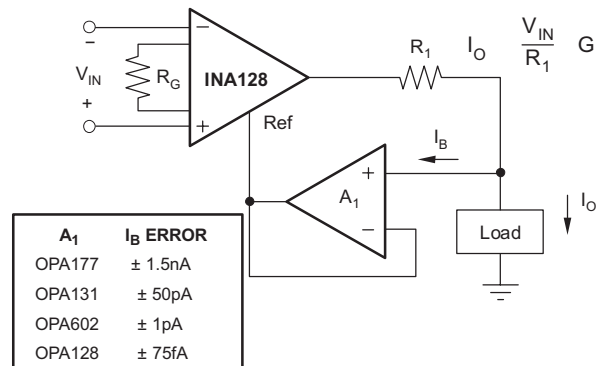 −
V_IN
+
R_G
−
INA128
+
Ref
R_1
I_O V_IN / R_1 G
I_B
+
A_1
−
Load
I_O
A_1 I_B ERROR
OPA177 ± 1.5nA
OPA131 ± 50pA
OPA602 ± 1pA
OPA128 ± 75fA